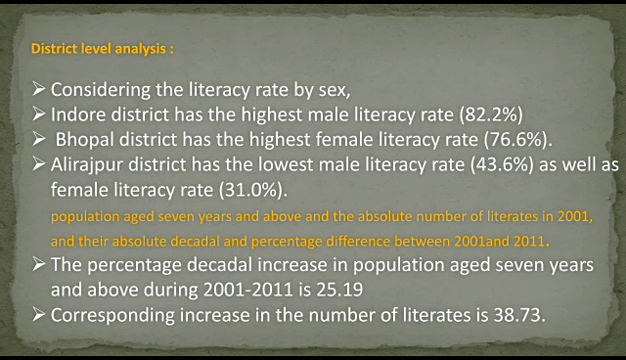 District level analysis :
➢ Considering the literacy rate by sex,
➢ Indore district has the highest male literacy rate (82.2%)
➢ Bhopal district has the highest female literacy rate (76.6%).
➢ Alirajpur district has the lowest male literacy rate (43.6%) as well as
female literacy rate (31.0%).
population aged seven years and above and the absolute number of literates in 2001,
and their absolute decadal and percentage difference between 2001and 2011.
➢ The percentage decadal increase in population aged seven years
and above during 2001-2011 is 25.19
➢ Corresponding increase in the number of literates is 38.73.